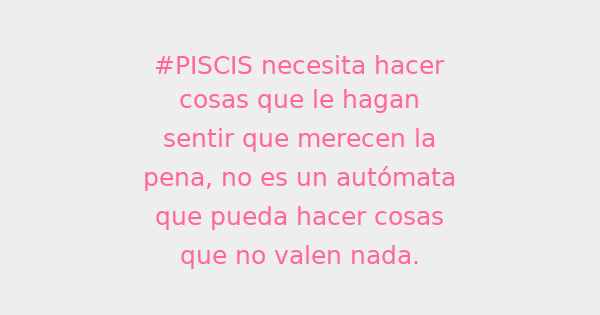 #PISCIS necesita hacer
cosas que le hagan
sentir que merecen la
pena, no es un autómata
que pueda hacer cosas
que no valen nada.